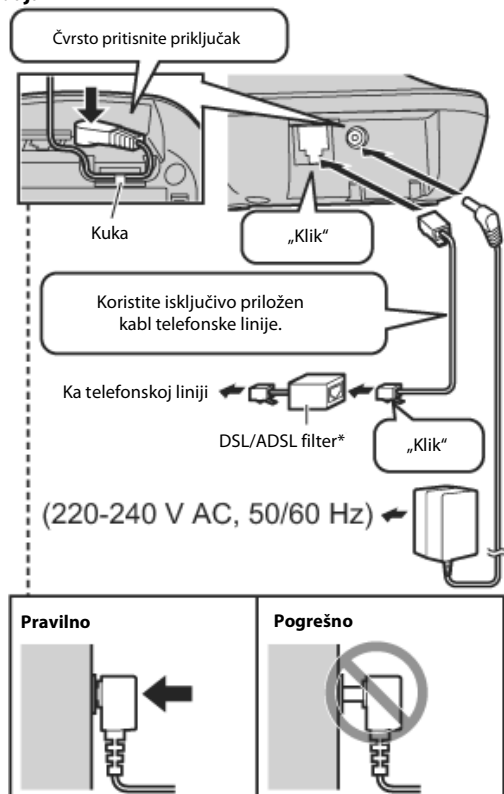 Čvrsto pritisnite priključak
Kuka
„Klik“
Koristite isključivo priložen
kabl telefonske linije.
Ka telefonskoj liniji
DSL/ADSL filter*
„Klik“
(220-240 V AC, 50/60 Hz)
Pravilno
Pogrešno